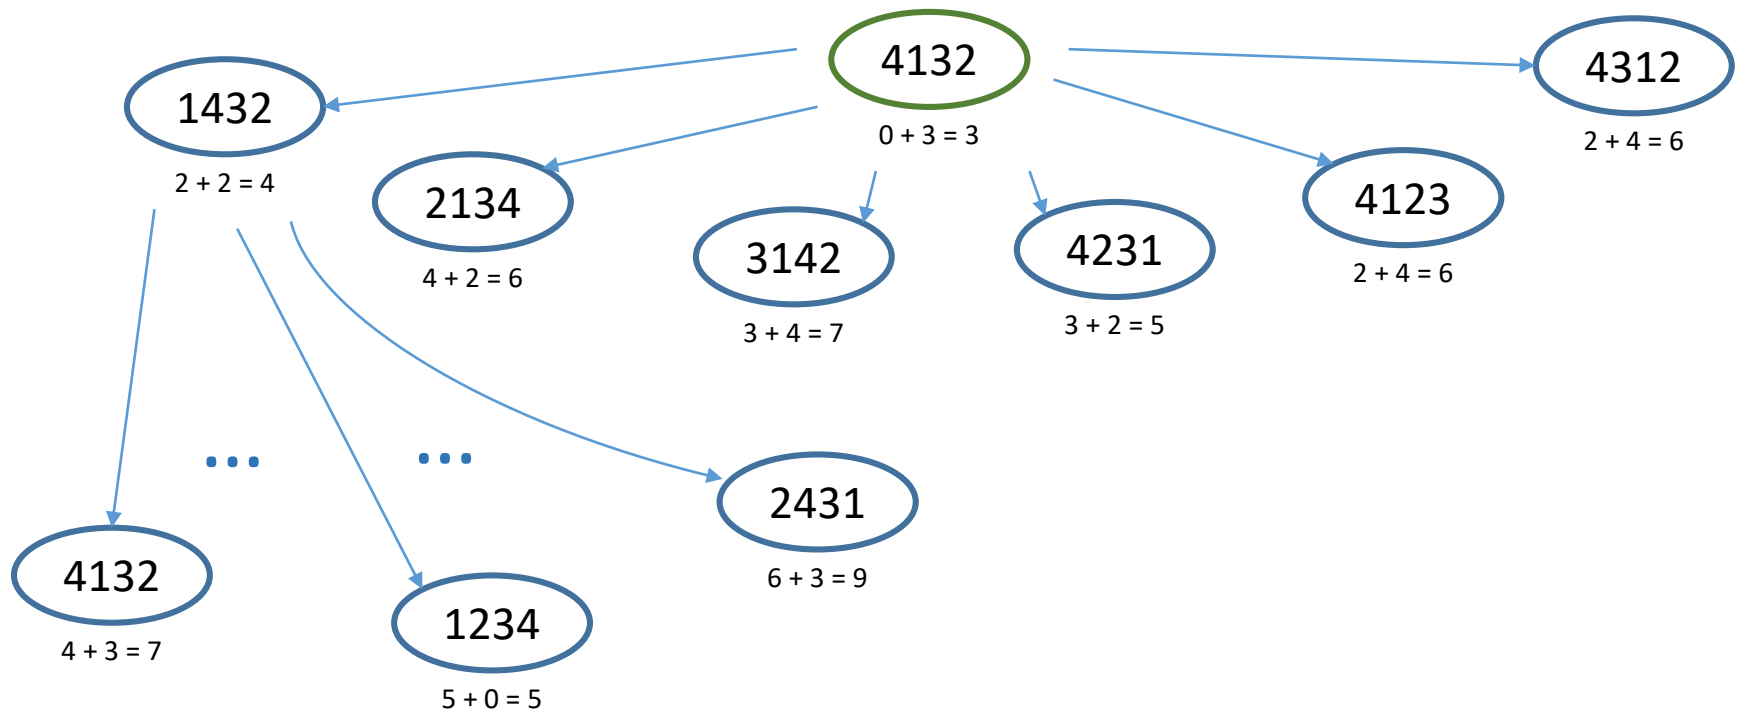 4132
0 + 3 = 3
4312
2 + 4 = 6
1432
2 + 2 = 4
2134
4 + 2 = 6
3142
3 + 4 = 7
4231
3 + 2 = 5
4123
2 + 4 = 6
...
...
2431
6 + 3 = 9
4132
4 + 3 = 7
1234
5 + 0 = 5